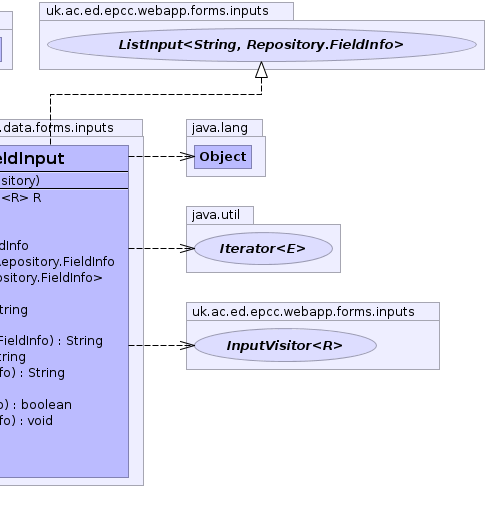 uk.ac.ed.epcc.webapp.forms.inputs
ListInput<String, Repository.FieldInfo>
.data.forms.inputs
java.lang
eldInput
Object
sitory)
<R> R
java.util
dInfo
Iterator<E>
epository.FieldInfo
ository.FieldInfo>
tring
uk.ac.ed.epcc.webapp.forms.inputs
FieldInfo) : String
InputVisitor<R>
tring
fo) : String
o) : boolean
fo) : void